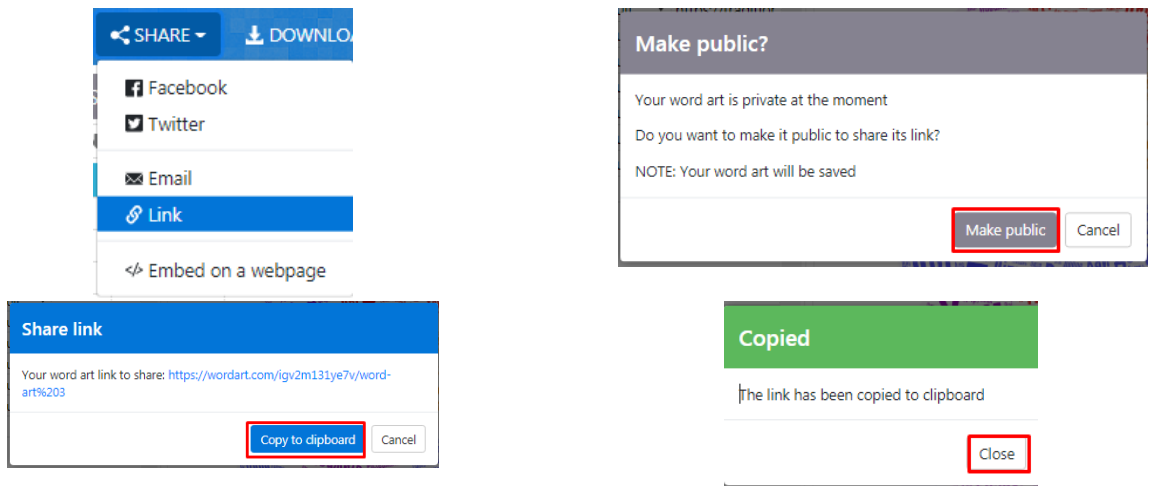 SHARE
DOWNLOA
Facebook
Twitter
Email
Link
Embed on a webpage
Make public?
Your word art is private at the moment
Do you want to make it public to share its link?
NOTE: Your word art will be saved
Make public
Cancel
Share link
Your word art link to share: https://wordart.com/igv2m131ye7v/word-
art%203
Copy to clipboard
Cancel
Copied
The link has been copied to clipboard
Close